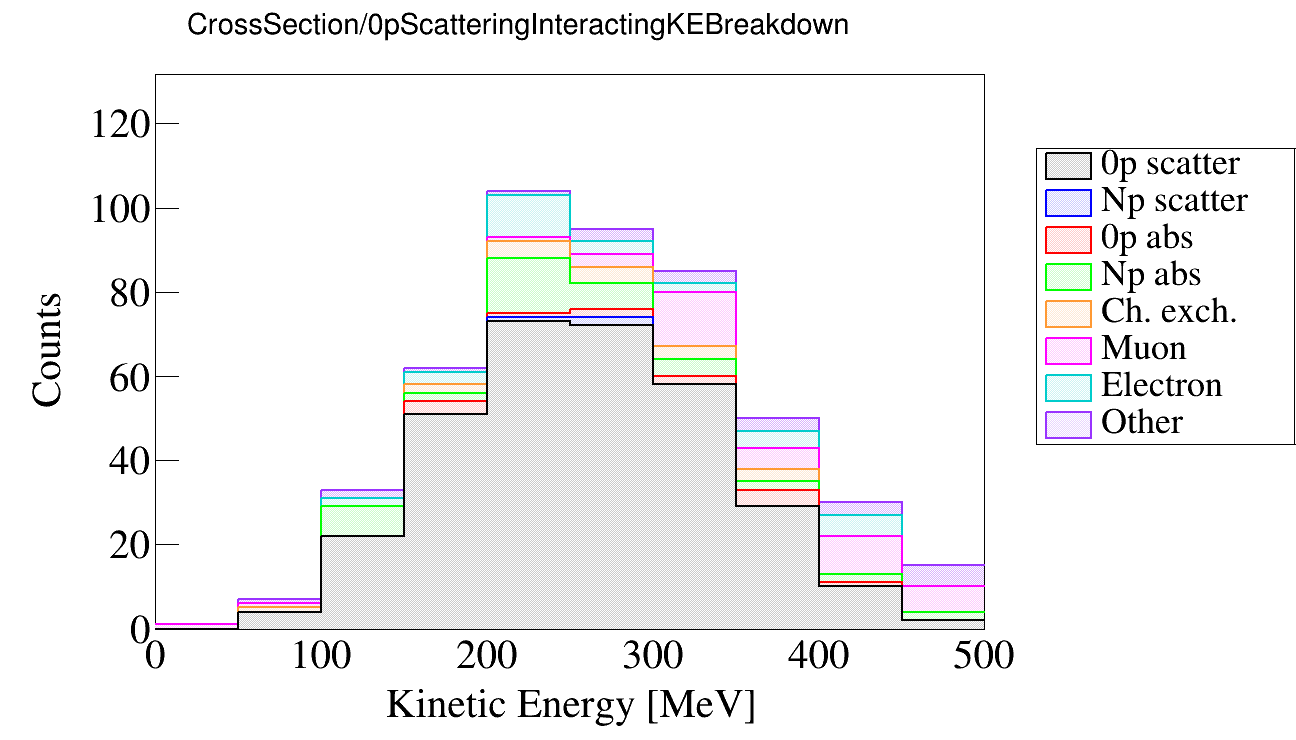 CrossSection/0pScatteringInteractingKEBreakdown
120
100
80
60
40
20
0
0 100 200 300 400 500
Counts
Kinetic Energy [MeV]
0p scatter
Np scatter
0p abs
Np abs
Ch. exch.
Muon
Electron
Other